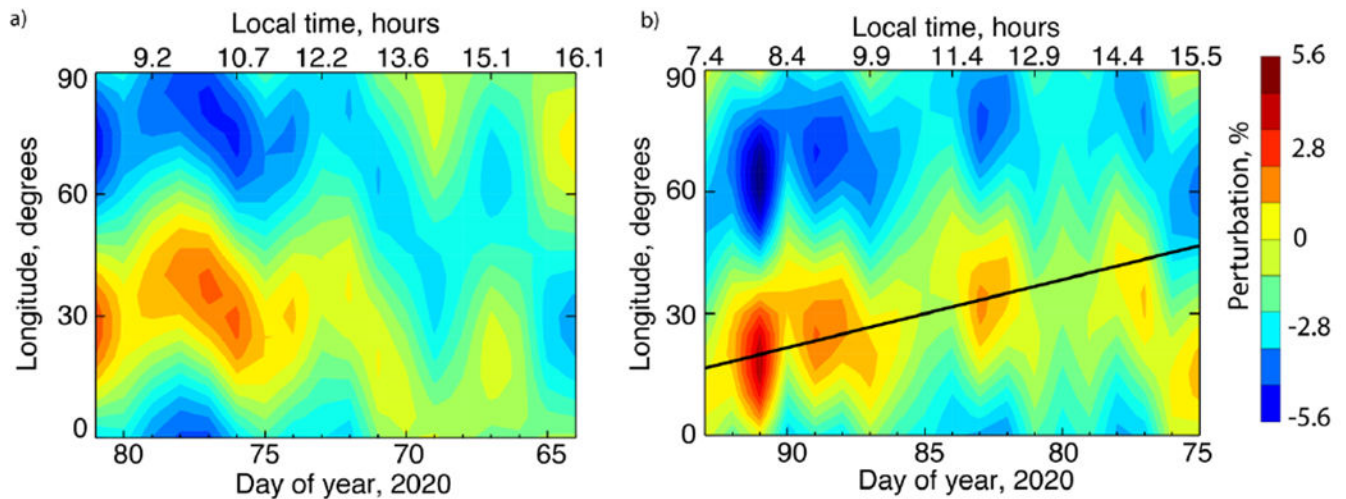 a)
Local time, hours
9.2 10.7 12.2 13.6 15.1 16.1
90
60
30
0
Longitude, degrees
80 75 70 65
Day of year, 2020
b)
Local time, hours
7.4 8.4 9.9 11.4 12.9 14.4 15.5
90
60
30
0
Longitude, degrees
90 85 80 75
Day of year, 2020
5.6
2.8
0
-2.8
-5.6
Perturbation, %